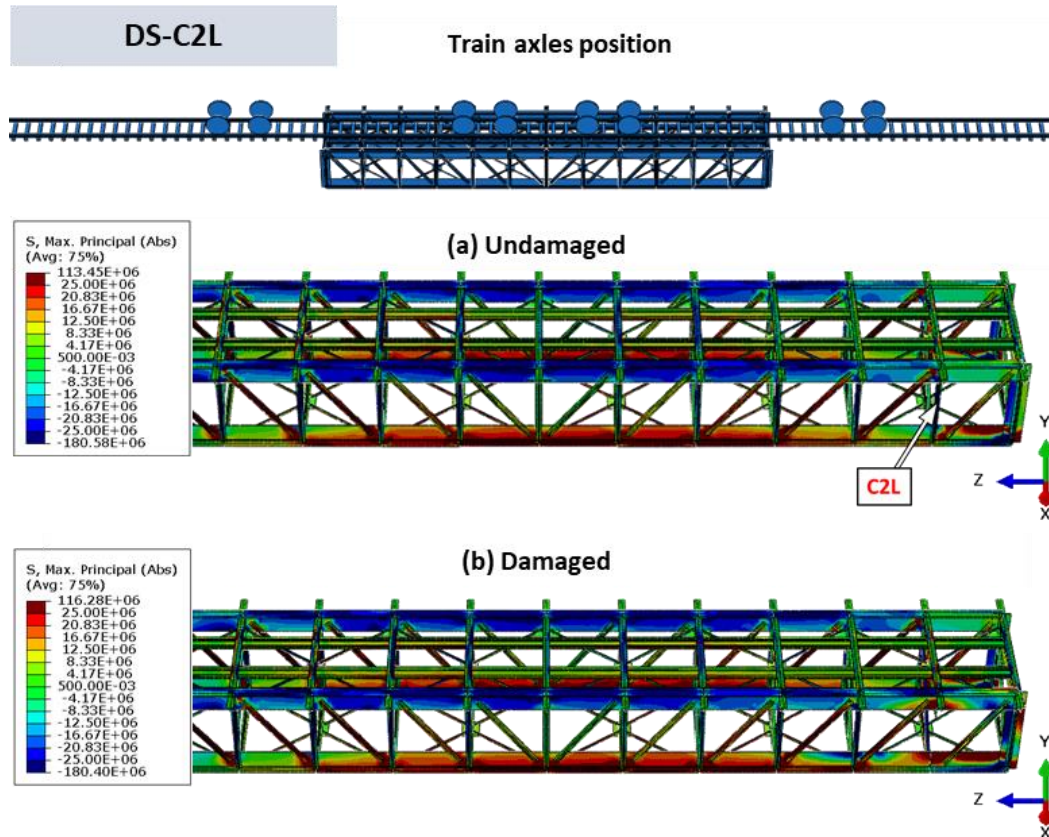 DS-C2L
Train axles position
(a) Undamaged
S, Max. Principal (Abs)
(Avg: 75%)
113.45E+06
25.00E+06
20.83E+06
16.67E+06
12.50E+06
8.33E+06
4.17E+06
500.00E-03
-4.17E+06
-8.33E+06
-12.50E+06
-16.67E+06
-20.83E+06
-25.00E+06
-180.58E+06
C2L
Y
Z
X
(b) Damaged
S, Max. Principal (Abs)
(Avg: 75%)
116.28E+06
25.00E+06
20.83E+06
16.67E+06
12.50E+06
8.33E+06
4.17E+06
500.00E-03
-4.17E+06
-8.33E+06
-12.50E+06
-16.67E+06
-20.83E+06
-25.00E+06
-180.40E+06
Y
Z
X